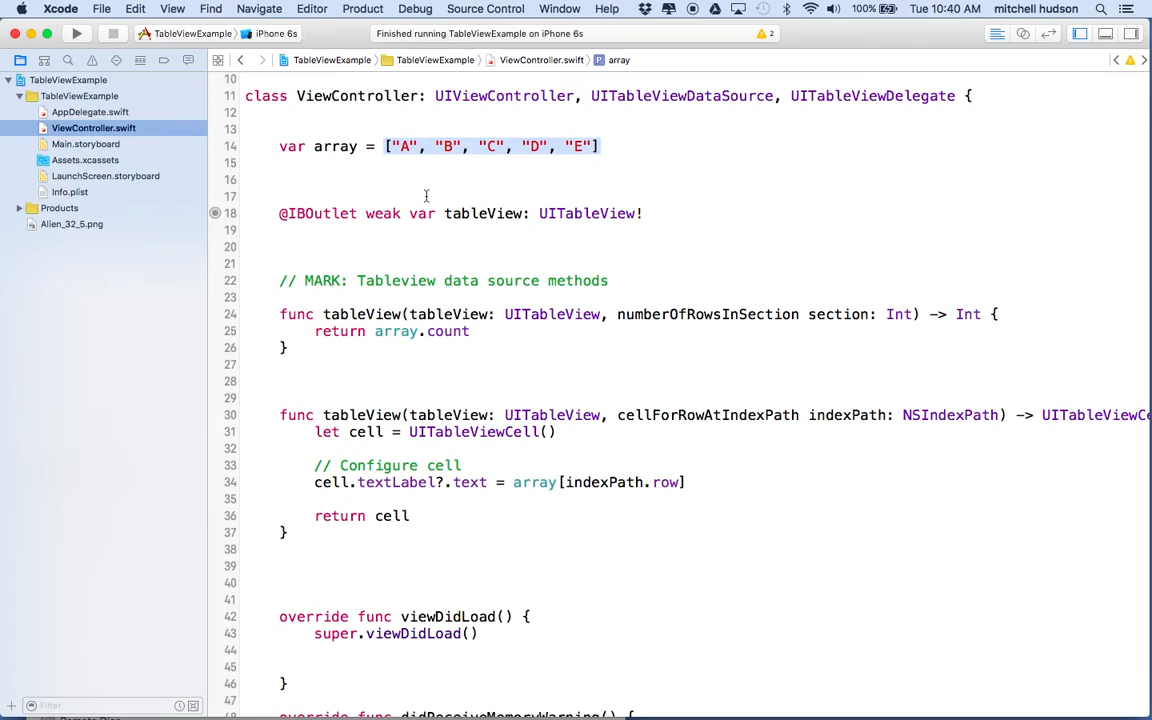 Xcode File Edit View Find Navigate Editor Product Debug Source Control Window Help 100% Tue 10:40 AM mitchell hudson
TableViewExample iPhone 6s Finished running TableViewExample on iPhone 6s 2
TableViewExample TableViewExample ViewController.swift P array
TableViewExample
TableViewExample
AppDelegate.swift
ViewController.swift
Main.storyboard
Assets.xcassets
LaunchScreen.storyboard
Info.plist
Products
Alien_32_5.png
Filter
10
11 class ViewController: UIViewController, UITableViewDataSource, UITableViewDelegate {
12
13
14 var array = ["A", "B", "C", "D", "E"]
15
16
17
18 @IBOutlet weak var tableView: UITableView!
19
20
21
22 // MARK: Tableview data source methods
23
24 func tableView(tableView: UITableView, numberOfRowsInSection section: Int) -> Int {
25 return array.count
26 }
27
28
29
30 func tableView(tableView: UITableView, cellForRowAtIndexPath indexPath: NSIndexPath) -> UITableViewCe
31 let cell = UITableViewCell()
32
33 // Configure cell
34 cell.textLabel?.text = array[indexPath.row]
35
36 return cell
37 }
38
39
40
41
42 override func viewDidLoad() {
43 super.viewDidLoad()
44
45
46 }
47
48 override func didReceiveMemoryWarning() {